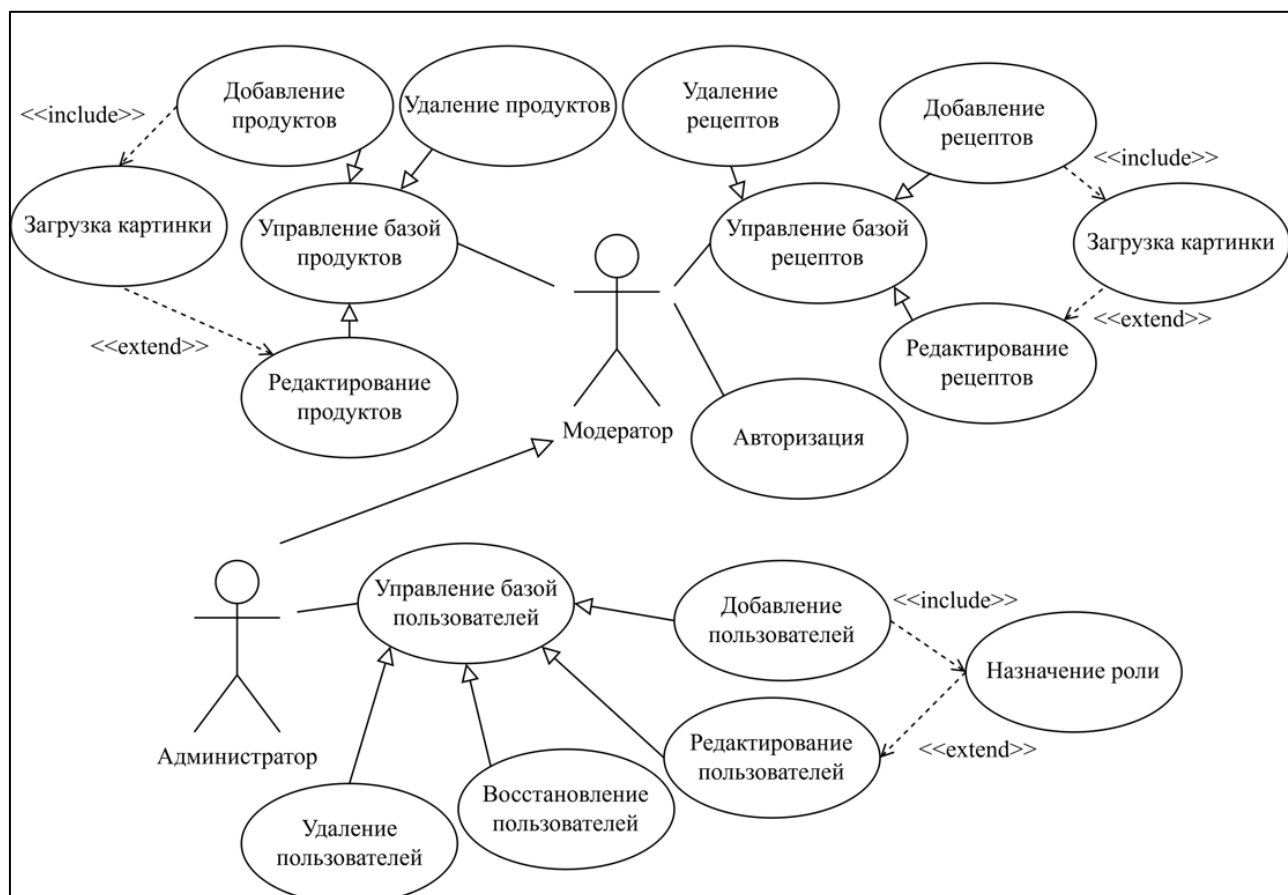 Добавление
продуктов
Удаление продуктов
Удаление
рецептов
Добавление
рецептов
<<include>>
<<include>>
Загрузка картинки
Управление базой
продуктов
Управление базой
рецептов
Загрузка картинки
<<extend>>
<<extend>>
Редактирование
продуктов
Редактирование
рецептов
Модератор
Авторизация
Управление базой
пользователей
Добавление
пользователей
<<include>>
Назначение роли
Администратор
Редактирование
пользователей
<<extend>>
Восстановление
пользователей
Удаление
пользователей